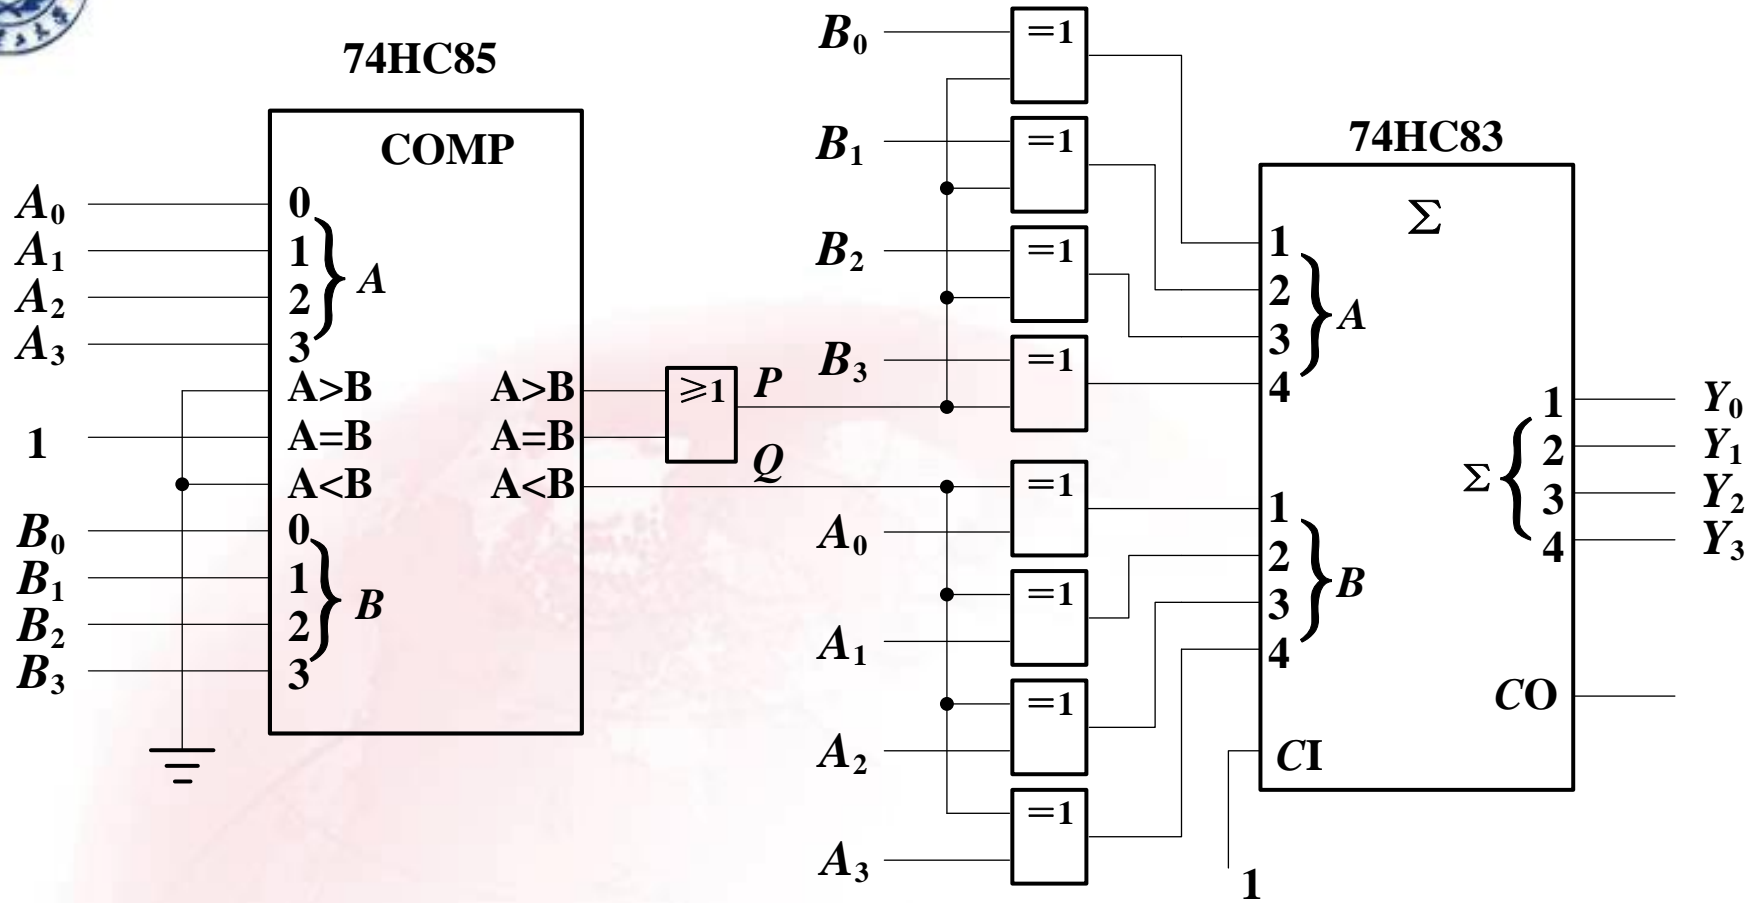 74HC85
COMP
A₀
A₁
A₂
A₃
0
1
2
3
} A
A>B
A=B
A<B
1
B₀
B₁
B₂
B₃
0
1
2
3
} B
A>B
A=B
A<B
≥1
P
Q
B₀
=1
B₁
=1
B₂
=1
B₃
=1
=1
A₀
=1
A₁
=1
A₂
=1
A₃
74HC83
Σ
1
2
3
4
} A
1
2
3
4
} B
CI
1
Σ {
1
2
3
4
Y₀
Y₁
Y₂
Y₃
CO